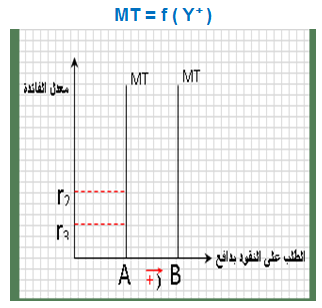 MT = f ( Y⁺ )
MT MT
معدل الفائدة
r₂
r₃
الطلب على النقود بدافع
A B